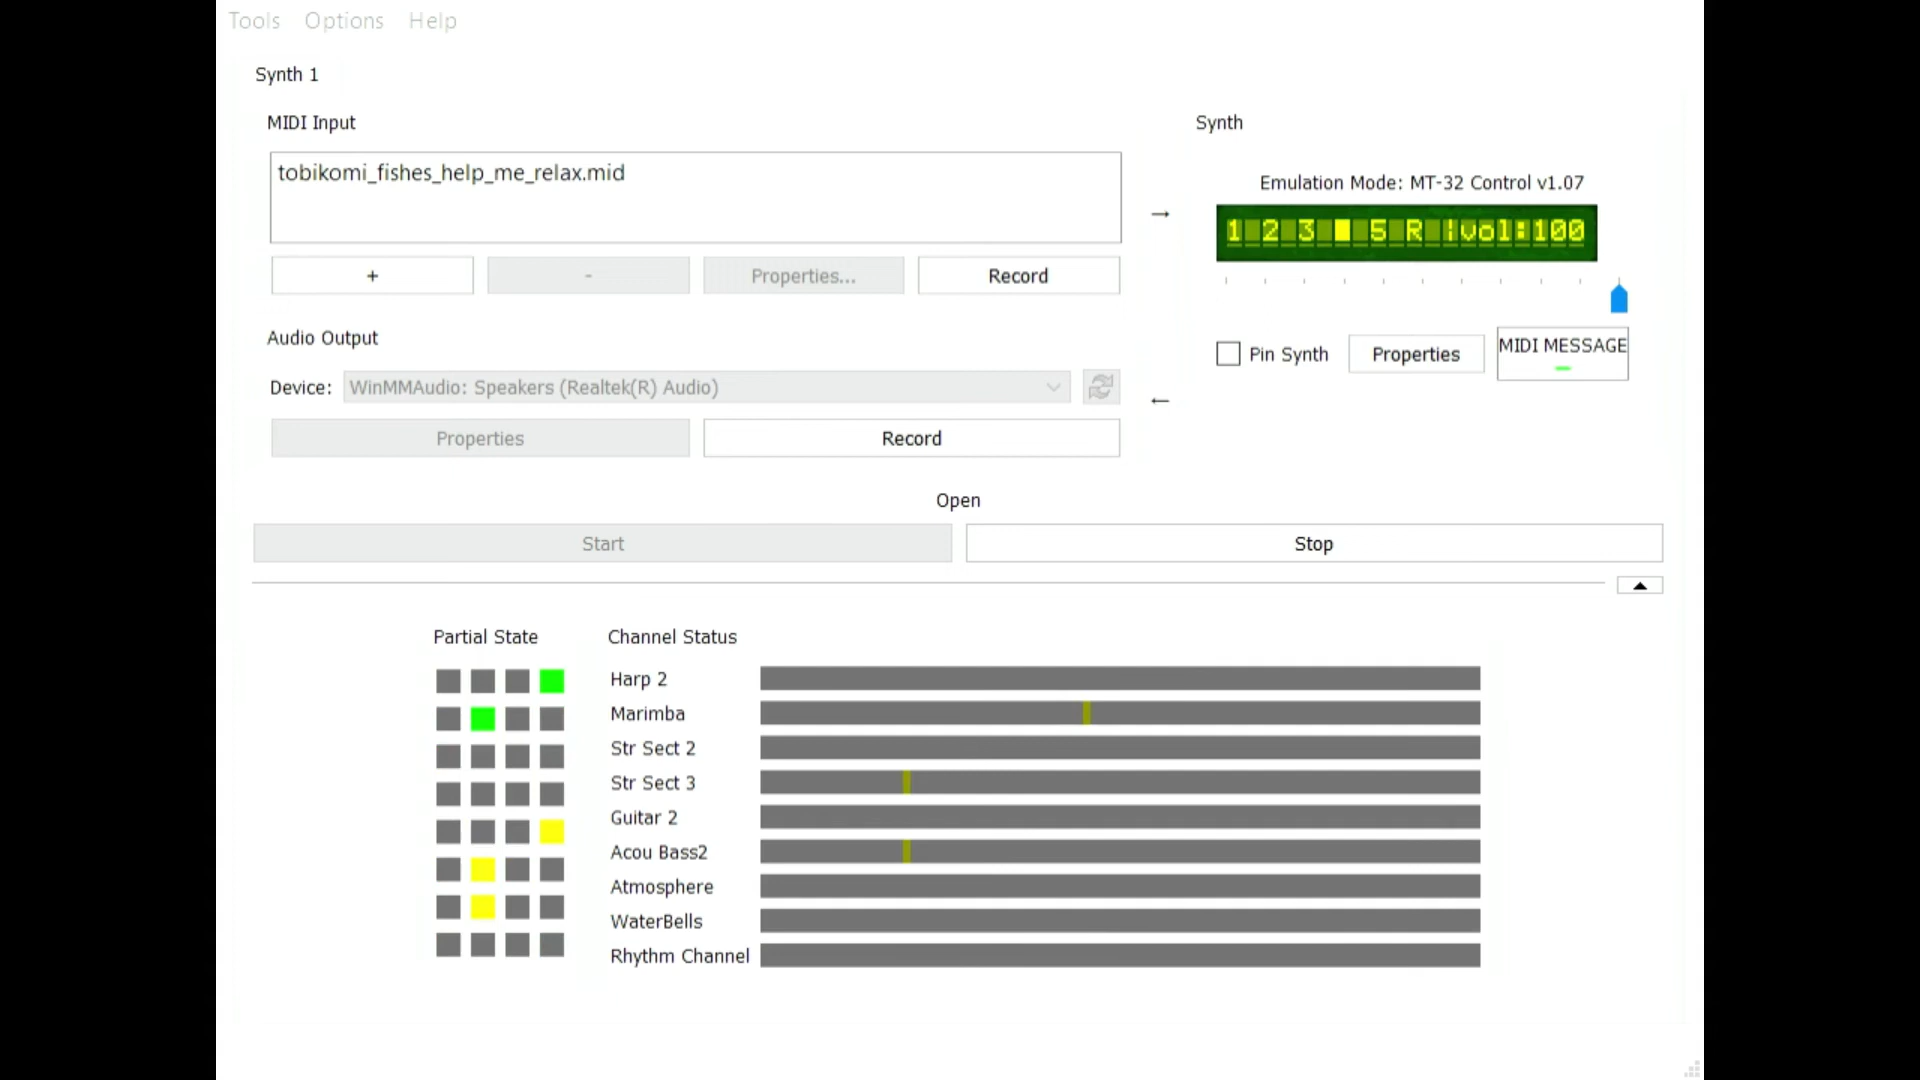 Tools Options Help
Synth 1
MIDI Input
tobikomi_fishes_help_me_relax.mid
+ - Properties... Record
Audio Output
Device: WinMMAudio: Speakers (Realtek(R) Audio)
Properties Record
→
←
Synth
Emulation Mode: MT-32 Control v1.07
1 2 3 █ 5 R |vol:100
Pin Synth Properties MIDI MESSAGE
Open
Start Stop
Partial State Channel Status
Harp 2
Marimba
Str Sect 2
Str Sect 3
Guitar 2
Acou Bass2
Atmosphere
WaterBells
Rhythm Channel